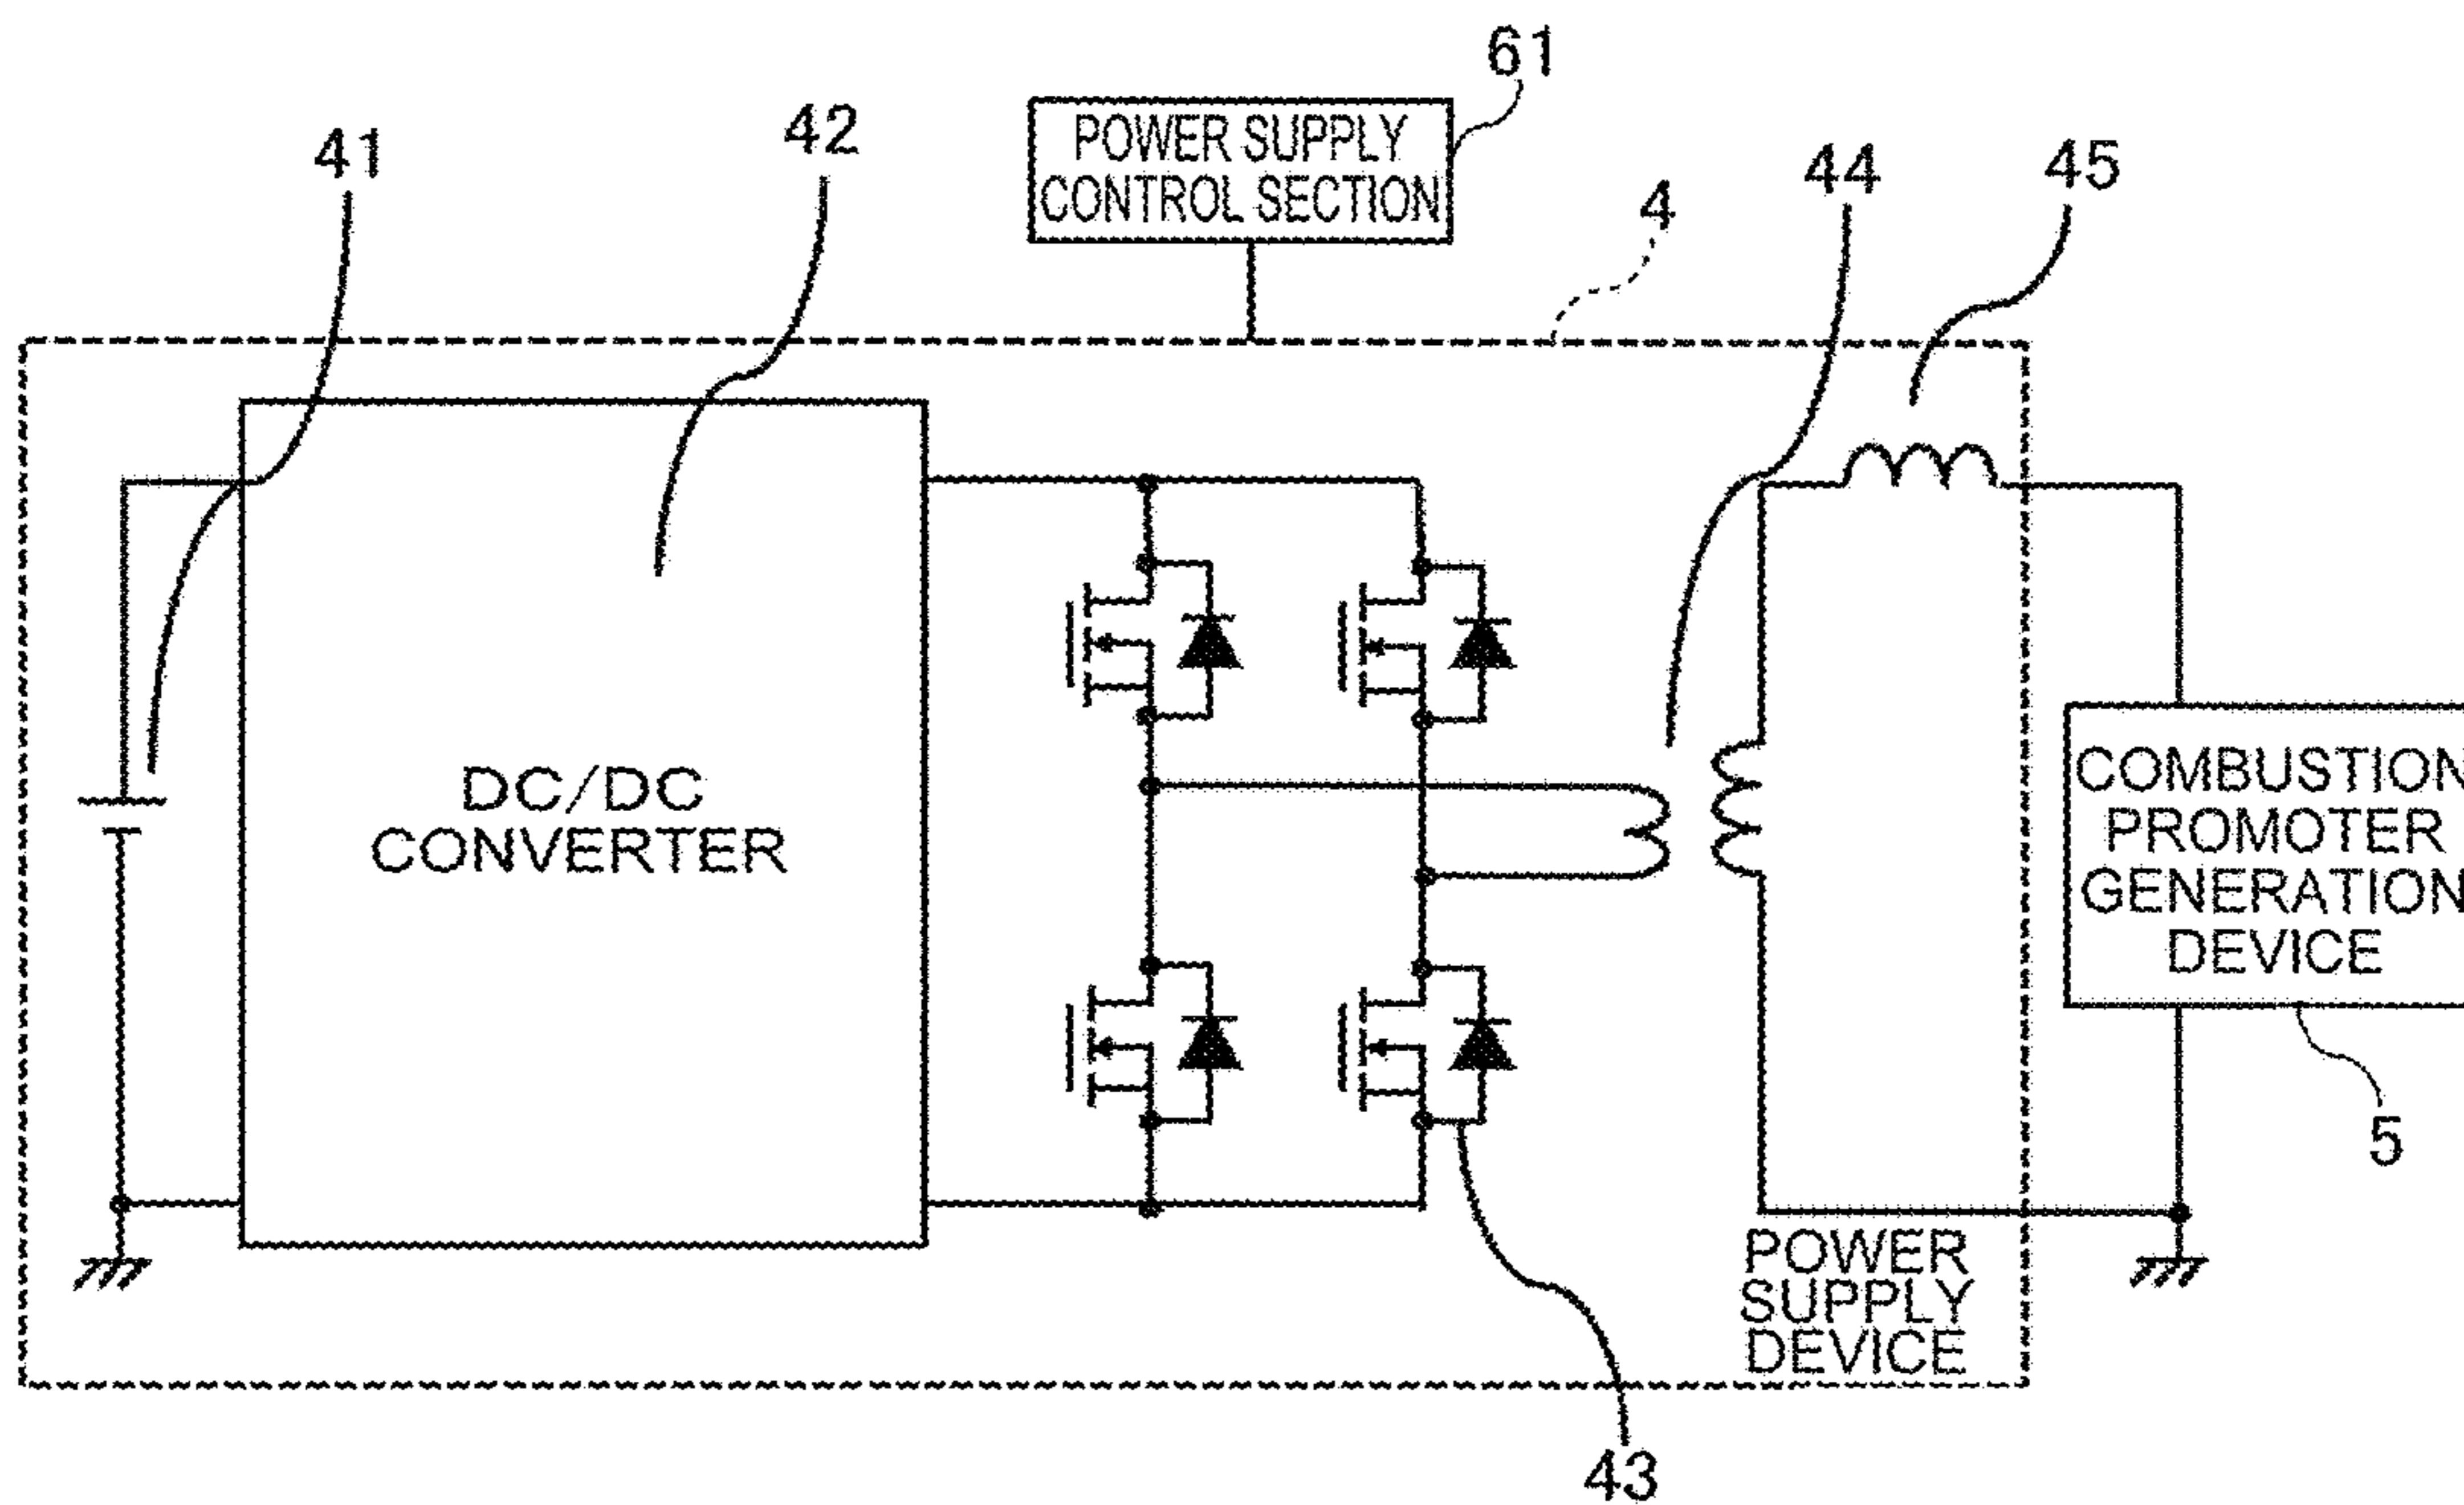 61
42
41
POWER SUPPLY
CONTROL SECTION
44
45
4
DC/DC
CONVERTER
COMBUSTION
PROMOTER
GENERATION
DEVICE
5
POWER
SUPPLY
DEVICE
43